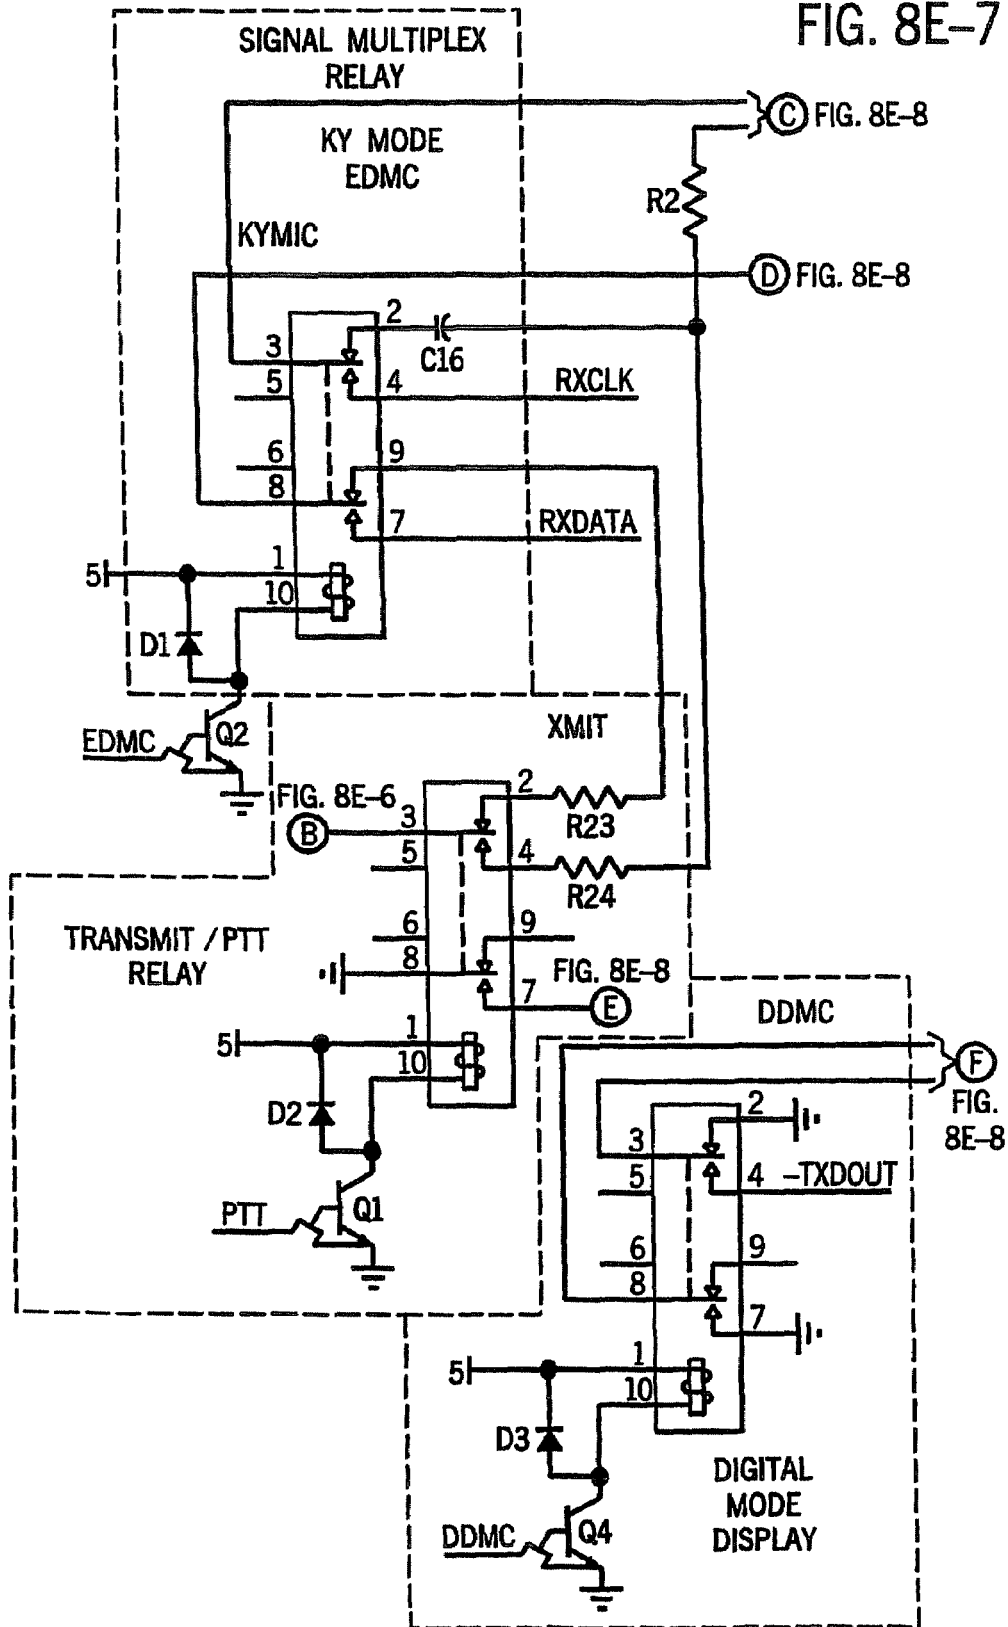 FIG. 8E-7
SIGNAL MULTIPLEX
RELAY
C FIG. 8E-8
KY MODE
EDMC
R2
KYMIC
D FIG. 8E-8
2
3
C16
5
4
RXCLK
6
9
8
7
RXDATA
1
5
10
D1
Q2
XMIT
EDMC
2
FIG. 8E-6
3
B
R23
5
4
R24
6
9
TRANSMIT / PTT
RELAY
8
FIG. 8E-8
7
E
DDMC
1
5
10
F
FIG.
8E-8
D2
2
3
5
4
-TXDOUT
PTT
Q1
6
9
8
7
1
5
10
D3
DIGITAL
MODE
DISPLAY
DDMC
Q4